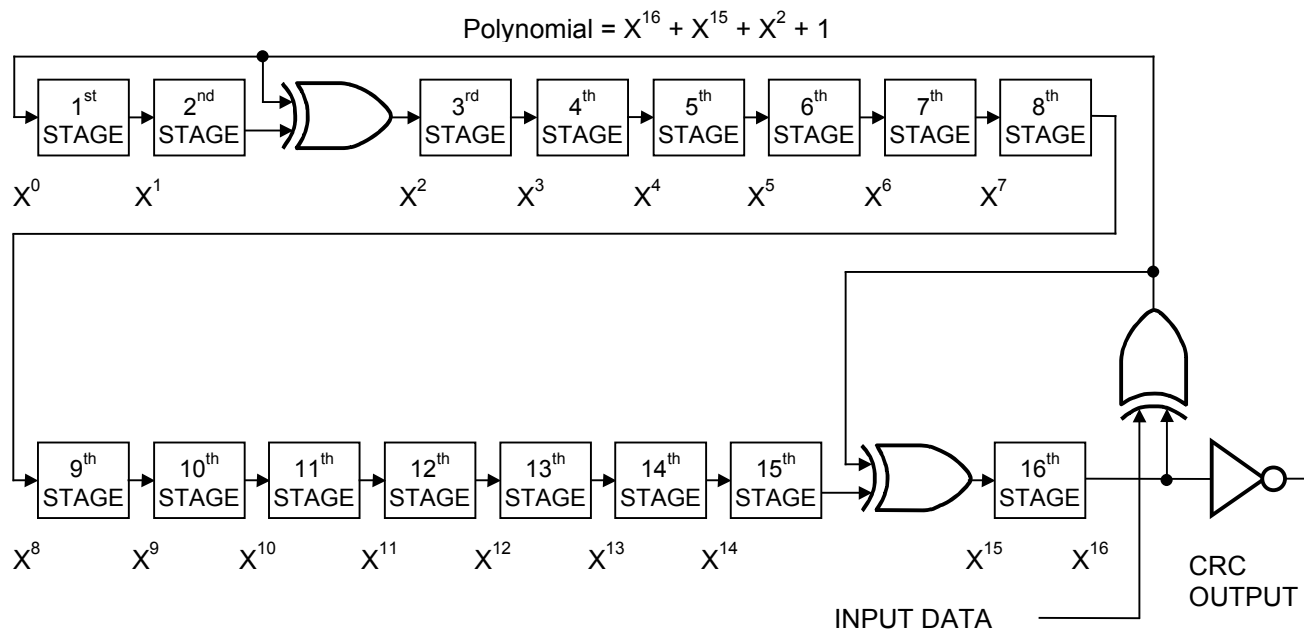 Polynomial = X¹⁶ + X¹⁵ + X² + 1
1ˢᵗ STAGE
2ⁿᵈ STAGE
3ʳᵈ STAGE
4ᵗʰ STAGE
5ᵗʰ STAGE
6ᵗʰ STAGE
7ᵗʰ STAGE
8ᵗʰ STAGE
X⁰ X¹ X² X³ X⁴ X⁵ X⁶ X⁷
9ᵗʰ STAGE
10ᵗʰ STAGE
11ᵗʰ STAGE
12ᵗʰ STAGE
13ᵗʰ STAGE
14ᵗʰ STAGE
15ᵗʰ STAGE
16ᵗʰ STAGE
X⁸ X⁹ X¹⁰ X¹¹ X¹² X¹³ X¹⁴ X¹⁵ X¹⁶
CRC
OUTPUT
INPUT DATA